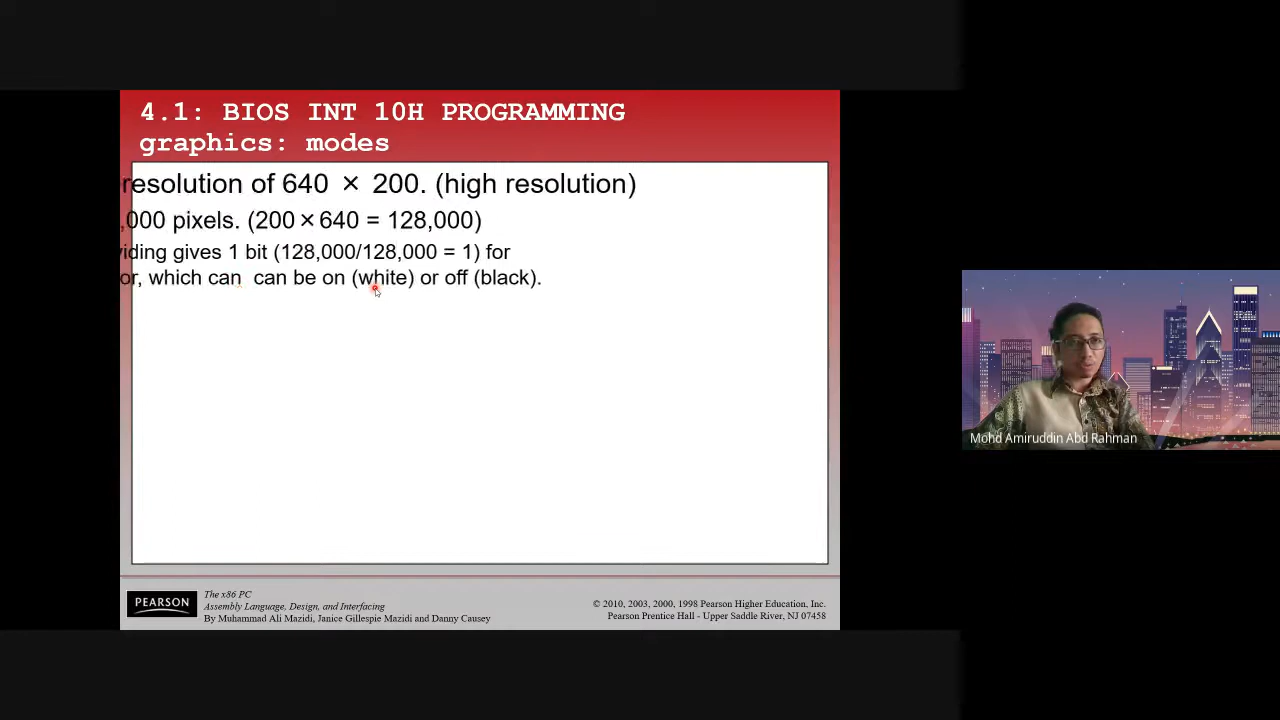 4.1: BIOS INT 10H PROGRAMMING
graphics: modes
resolution of 640 × 200. (high resolution)
,000 pixels. (200 × 640 = 128,000)
viding gives 1 bit (128,000/128,000 = 1) for
or, which can can be on (white) or off (black).
Mohd Amiruddin Abd Rahman
PEARSON
The x86 PC
Assembly Language, Design, and Interfacing
By Muhammad Ali Mazidi, Janice Gillespie Mazidi and Danny Causey
© 2010, 2003, 2000, 1998 Pearson Higher Education, Inc.
Pearson Prentice Hall - Upper Saddle River, NJ 07458